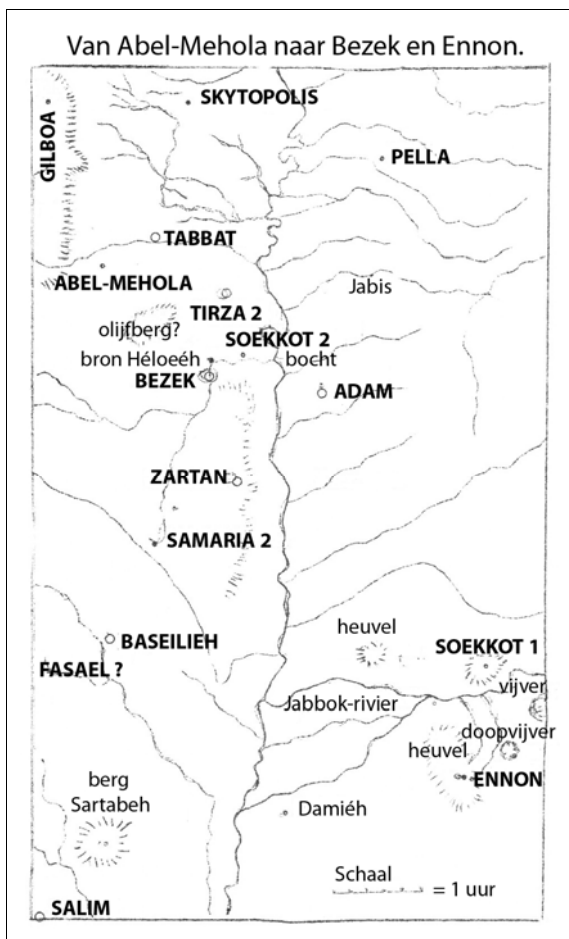 Van Abel-Mehola naar Bezek en Ennon.
SKYTOPOLIS
GILBOA
PELLA
TABBAT
ABEL-MEHOLA
Jabis
TIRZA 2
olijfberg?
SOEKKOT 2
bron Héloeéh
bocht
BEZEK
ADAM
ZARTAN
SAMARIA 2
heuvel
BASEILIEH
SOEKKOT 1
FASAEL ?
vijver
Jabbok-rivier
doopvijver
heuvel
ENNON
berg
Sartabeh
Damiéh
Schaal
= 1 uur
SALIM